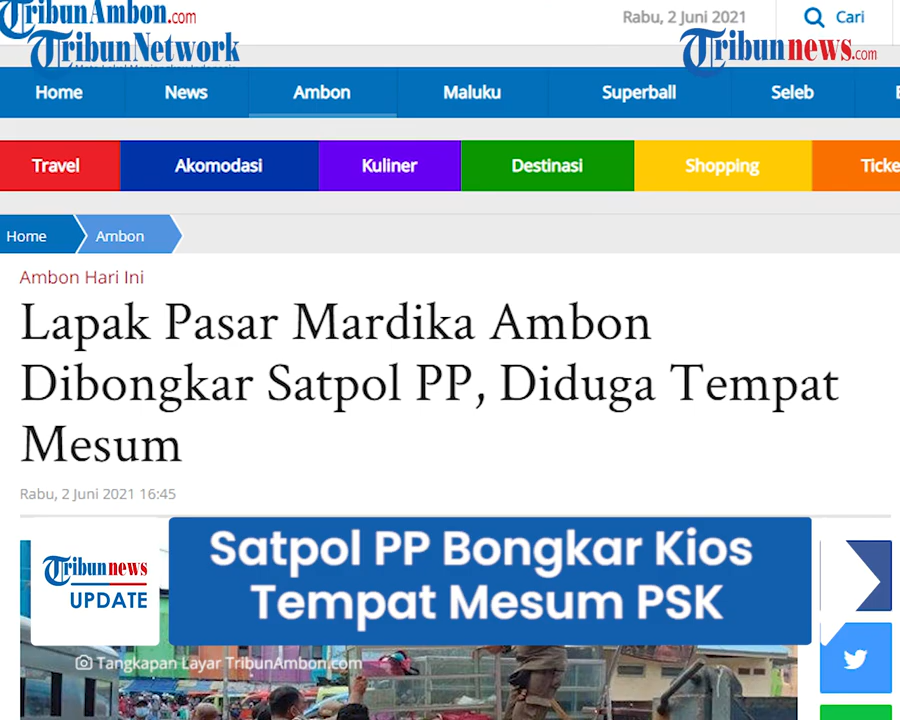 TribunAmbon.com
Rabu, 2 Juni 2021
Cari
TribunNetwork
Tribunnews.com
Home
News
Ambon
Maluku
Superball
Seleb
Travel
Akomodasi
Kuliner
Destinasi
Shopping
Ticke
Home
Ambon
Ambon Hari Ini
Lapak Pasar Mardika Ambon
Dibongkar Satpol PP, Diduga Tempat
Mesum
Rabu, 2 Juni 2021 16:45
Tribunnews
UPDATE
Satpol PP Bongkar Kios
Tempat Mesum PSK
Tangkapan Layar TribunAmbon.com